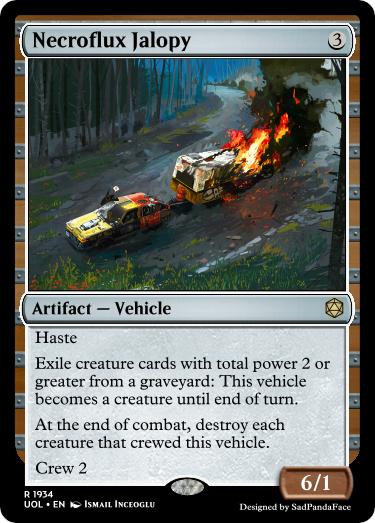 Necroflux Jalopy 3
Artifact — Vehicle
Haste
Exile creature cards with total power 2 or
greater from a graveyard: This vehicle
becomes a creature until end of turn.
At the end of combat, destroy each
creature that crewed this vehicle.
Crew 2
6/1
R 1934
UOL • EN Ismail Inceoglu
Designed by SadPandaFace